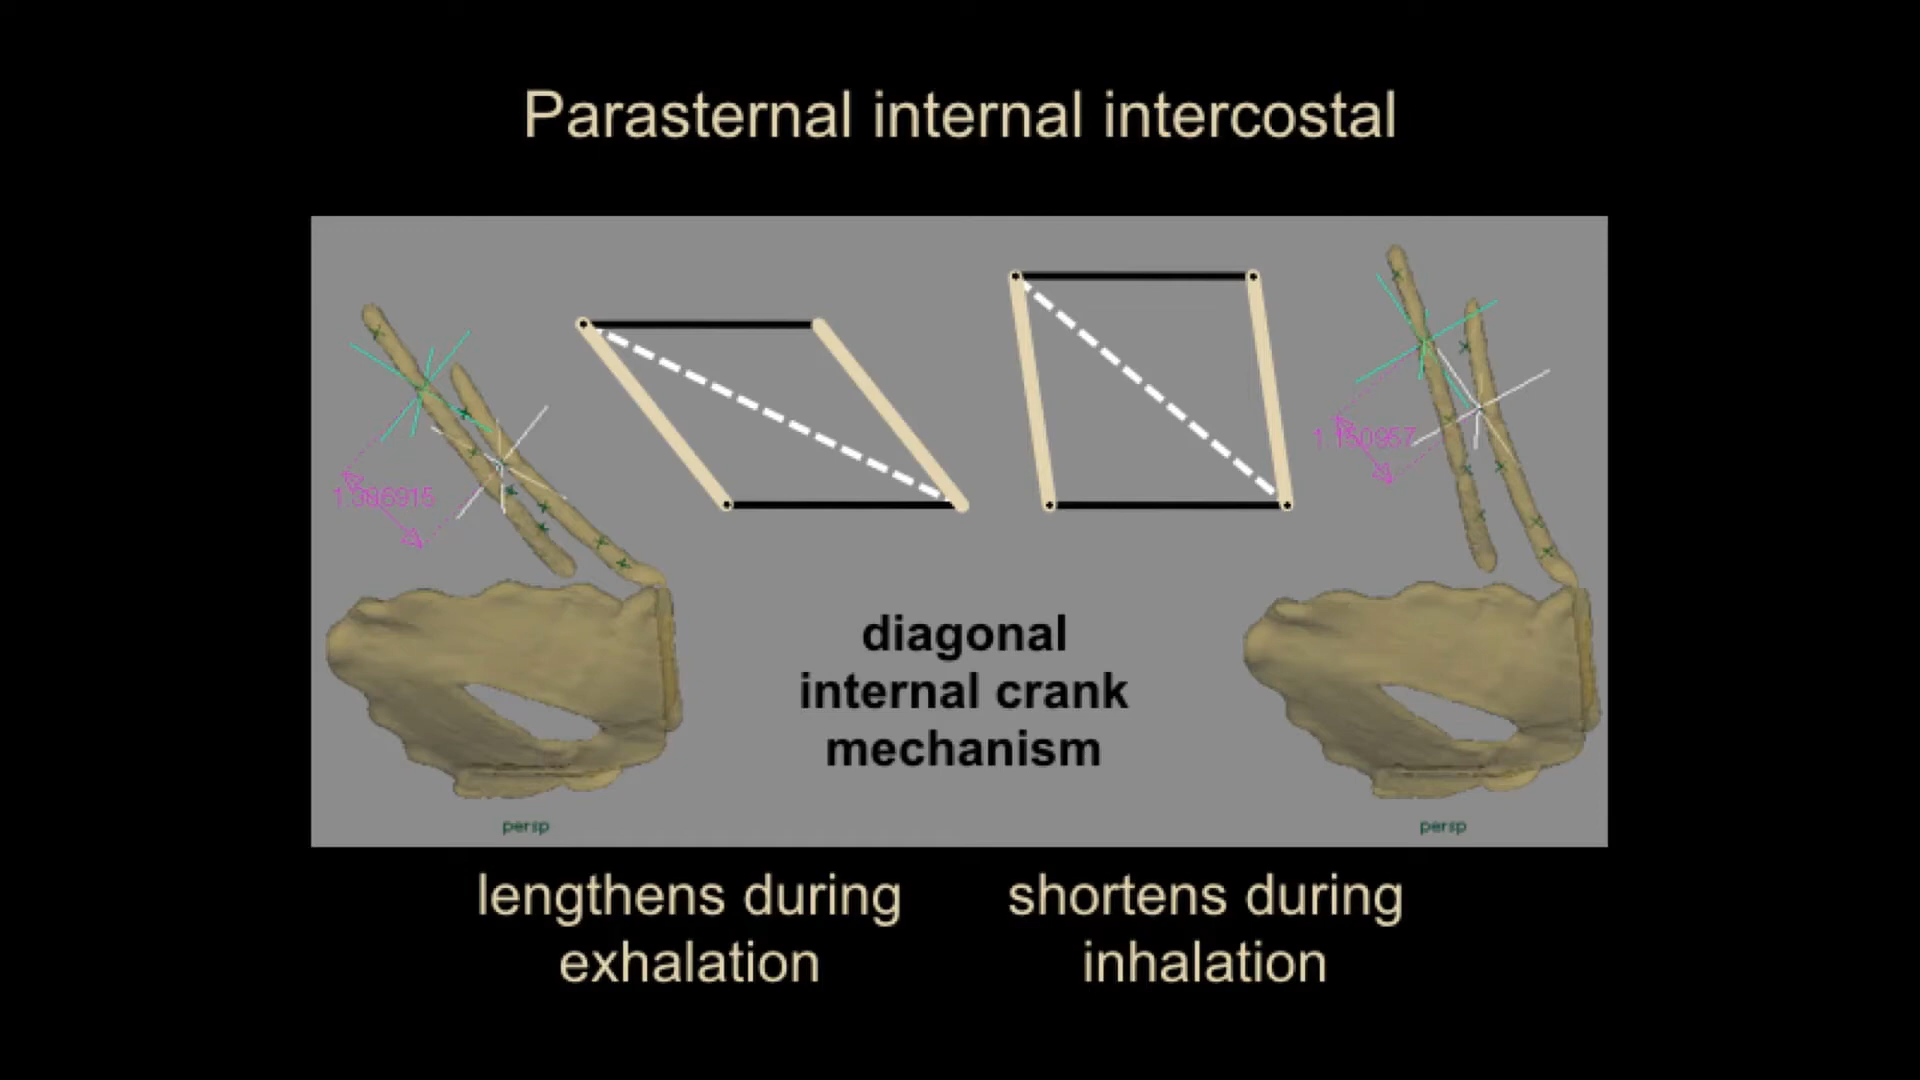 Parasternal internal intercostal
diagonal
internal crank
mechanism
persp
persp
lengthens during
exhalation
shortens during
inhalation